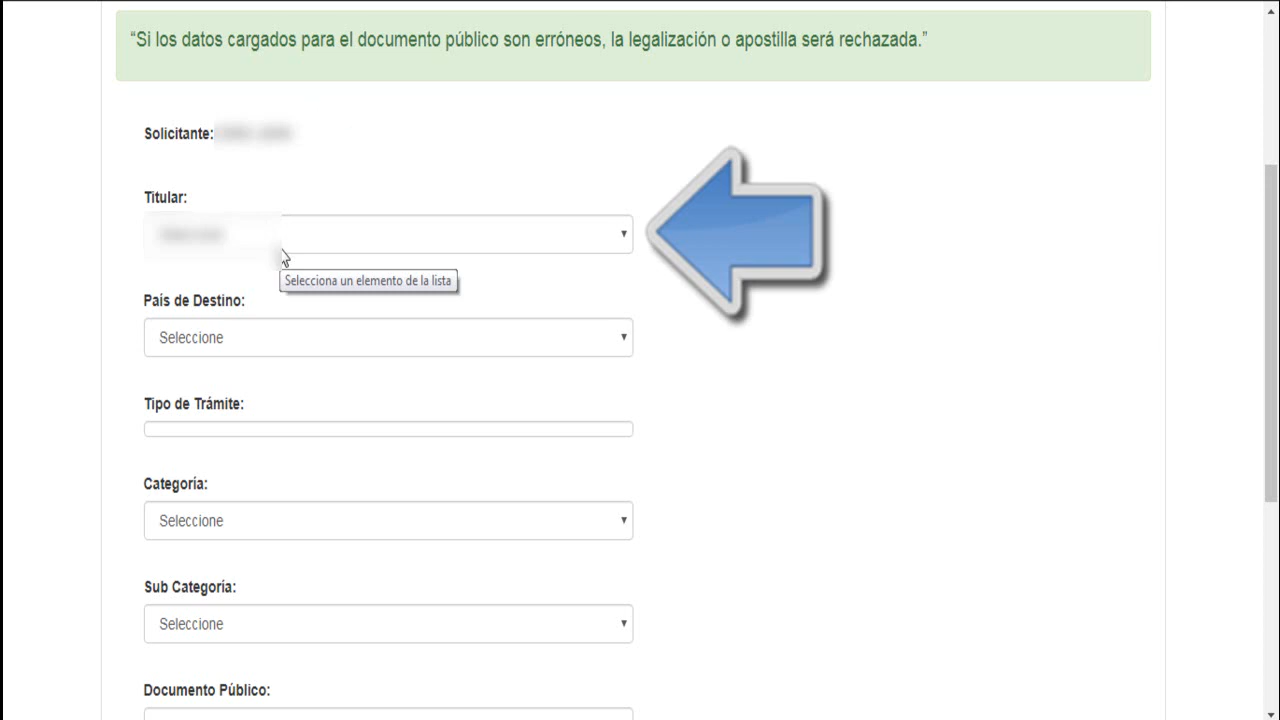 “Si los datos cargados para el documento público son erróneos, la legalización o apostilla será rechazada.”
Solicitante:
Titular:
Selecciona un elemento de la lista
País de Destino:
Seleccione
Tipo de Trámite:
Categoría:
Seleccione
Sub Categoría:
Seleccione
Documento Público: